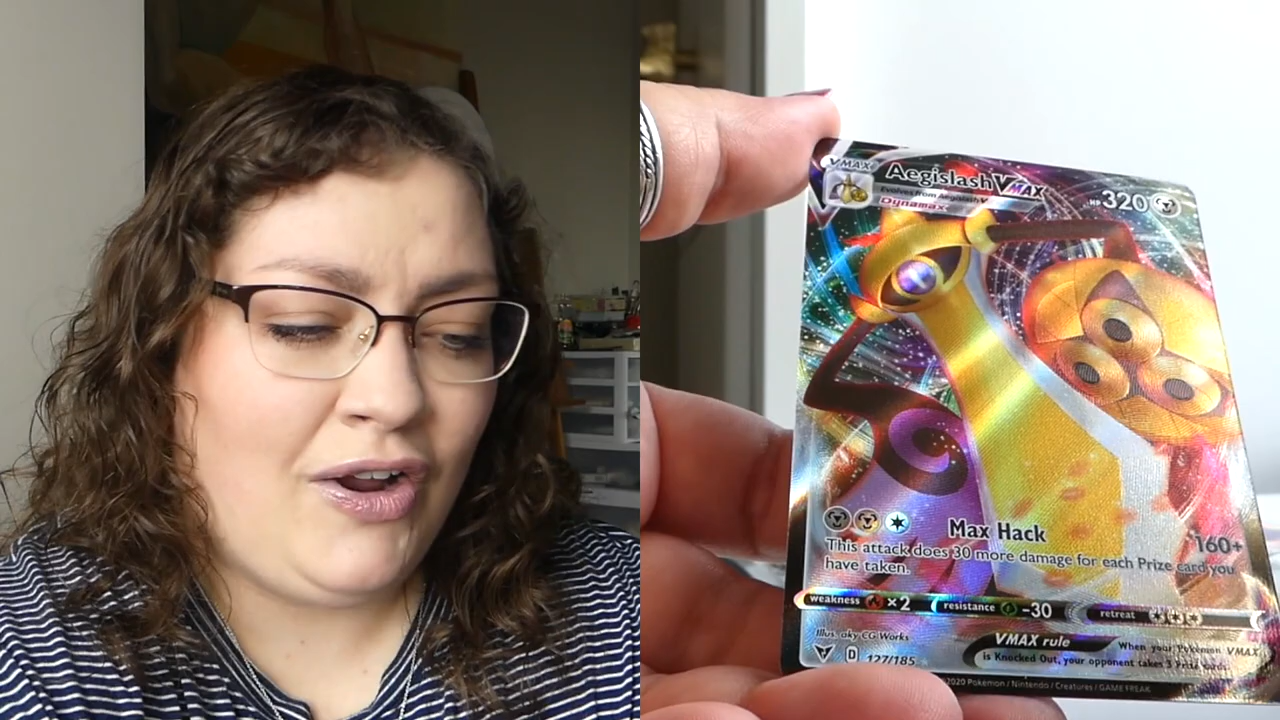 VMAX AegislashVMAX HP 320
Evolves from Aegislash V
Dynamax
Max Hack 160+
This attack does 30 more damage for each Prize card you
have taken.
weakness ×2 resistance -30 retreat
Illus. aky CG Works VMAX rule When your Pokémon VMAX
D 127/185 is Knocked Out, your opponent takes 3 Prize cards.
©2020 Pokémon / Nintendo / Creatures / GAME FREAK